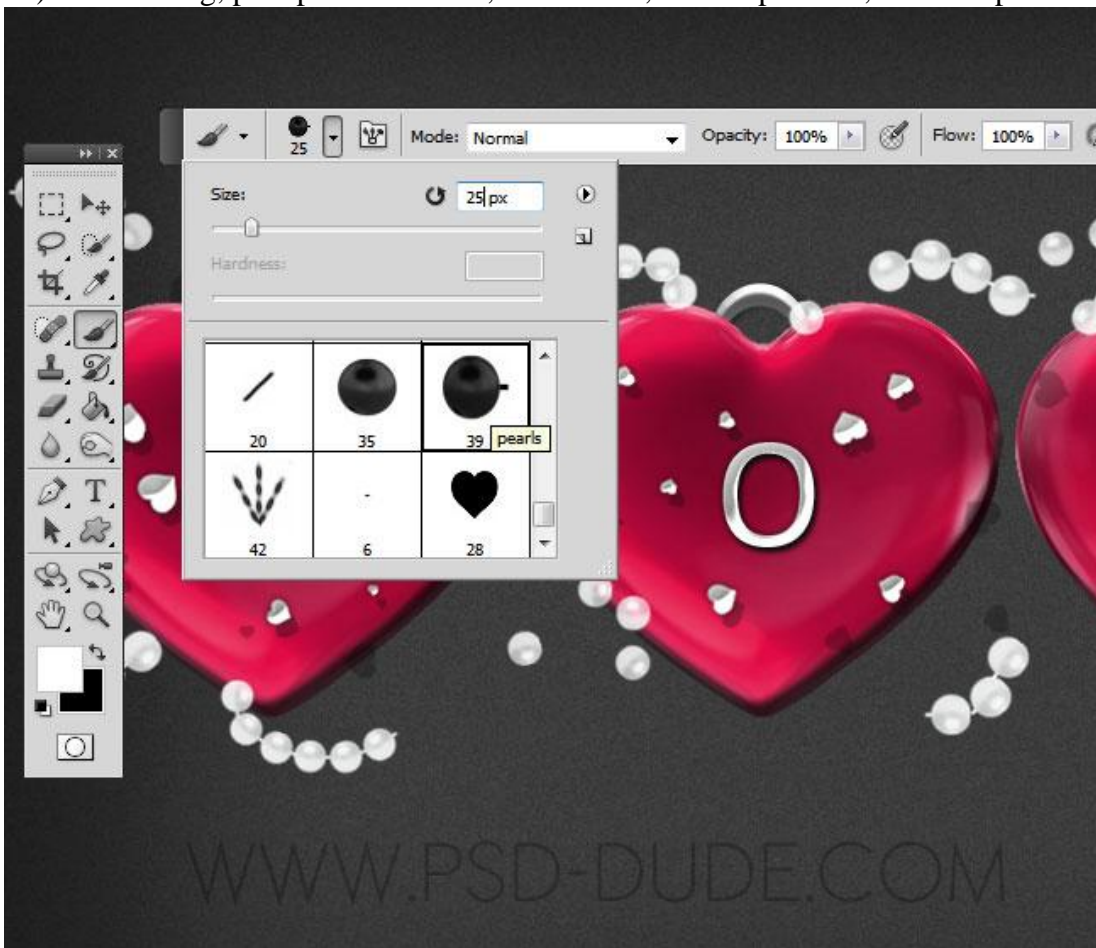 25
Mode: Normal
Opacity: 100%
Flow: 100%
Size: 25 px
Hardness:
20 35 39 pearls
42 6 28
T
O
WWW.PSD-DUDE.COM